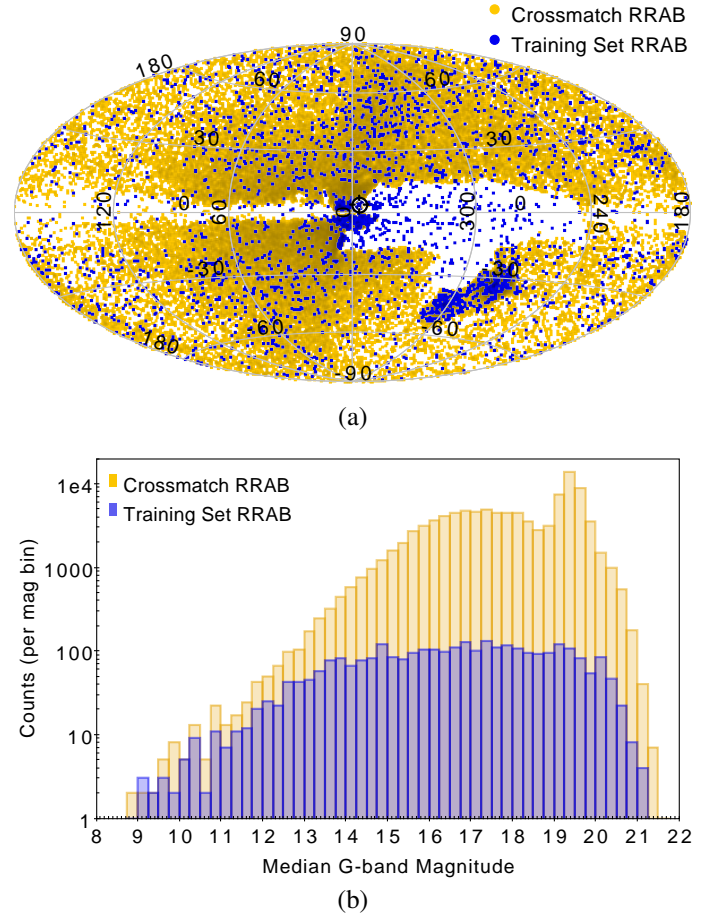 Crossmatch RRAB
Training Set RRAB
90
180
60
60
30
30
120
0
60
0
300
0
240
180
-30
-30
-60
-60
180
-90
(a)
1e4
1000
100
10
1
Crossmatch RRAB
Training Set RRAB
Counts (per mag bin)
8 9 10 11 12 13 14 15 16 17 18 19 20 21 22
Median G-band Magnitude
(b)